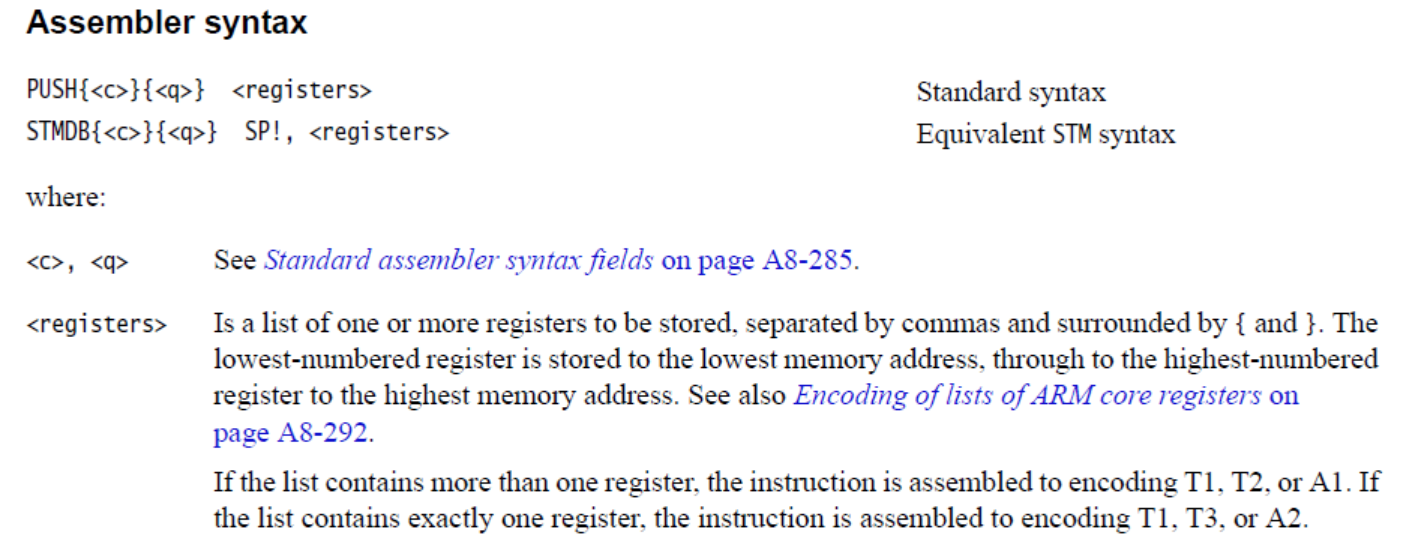 Assembler syntax
PUSH{<c>}{<q>} <registers> Standard syntax
STMDB{<c>}{<q>} SP!, <registers> Equivalent STM syntax
where:
<c>, <q> See Standard assembler syntax fields on page A8-285.
<registers> Is a list of one or more registers to be stored, separated by commas and surrounded by { and }. The
lowest-numbered register is stored to the lowest memory address, through to the highest-numbered
register to the highest memory address. See also Encoding of lists of ARM core registers on
page A8-292.
If the list contains more than one register, the instruction is assembled to encoding T1, T2, or A1. If
the list contains exactly one register, the instruction is assembled to encoding T1, T3, or A2.